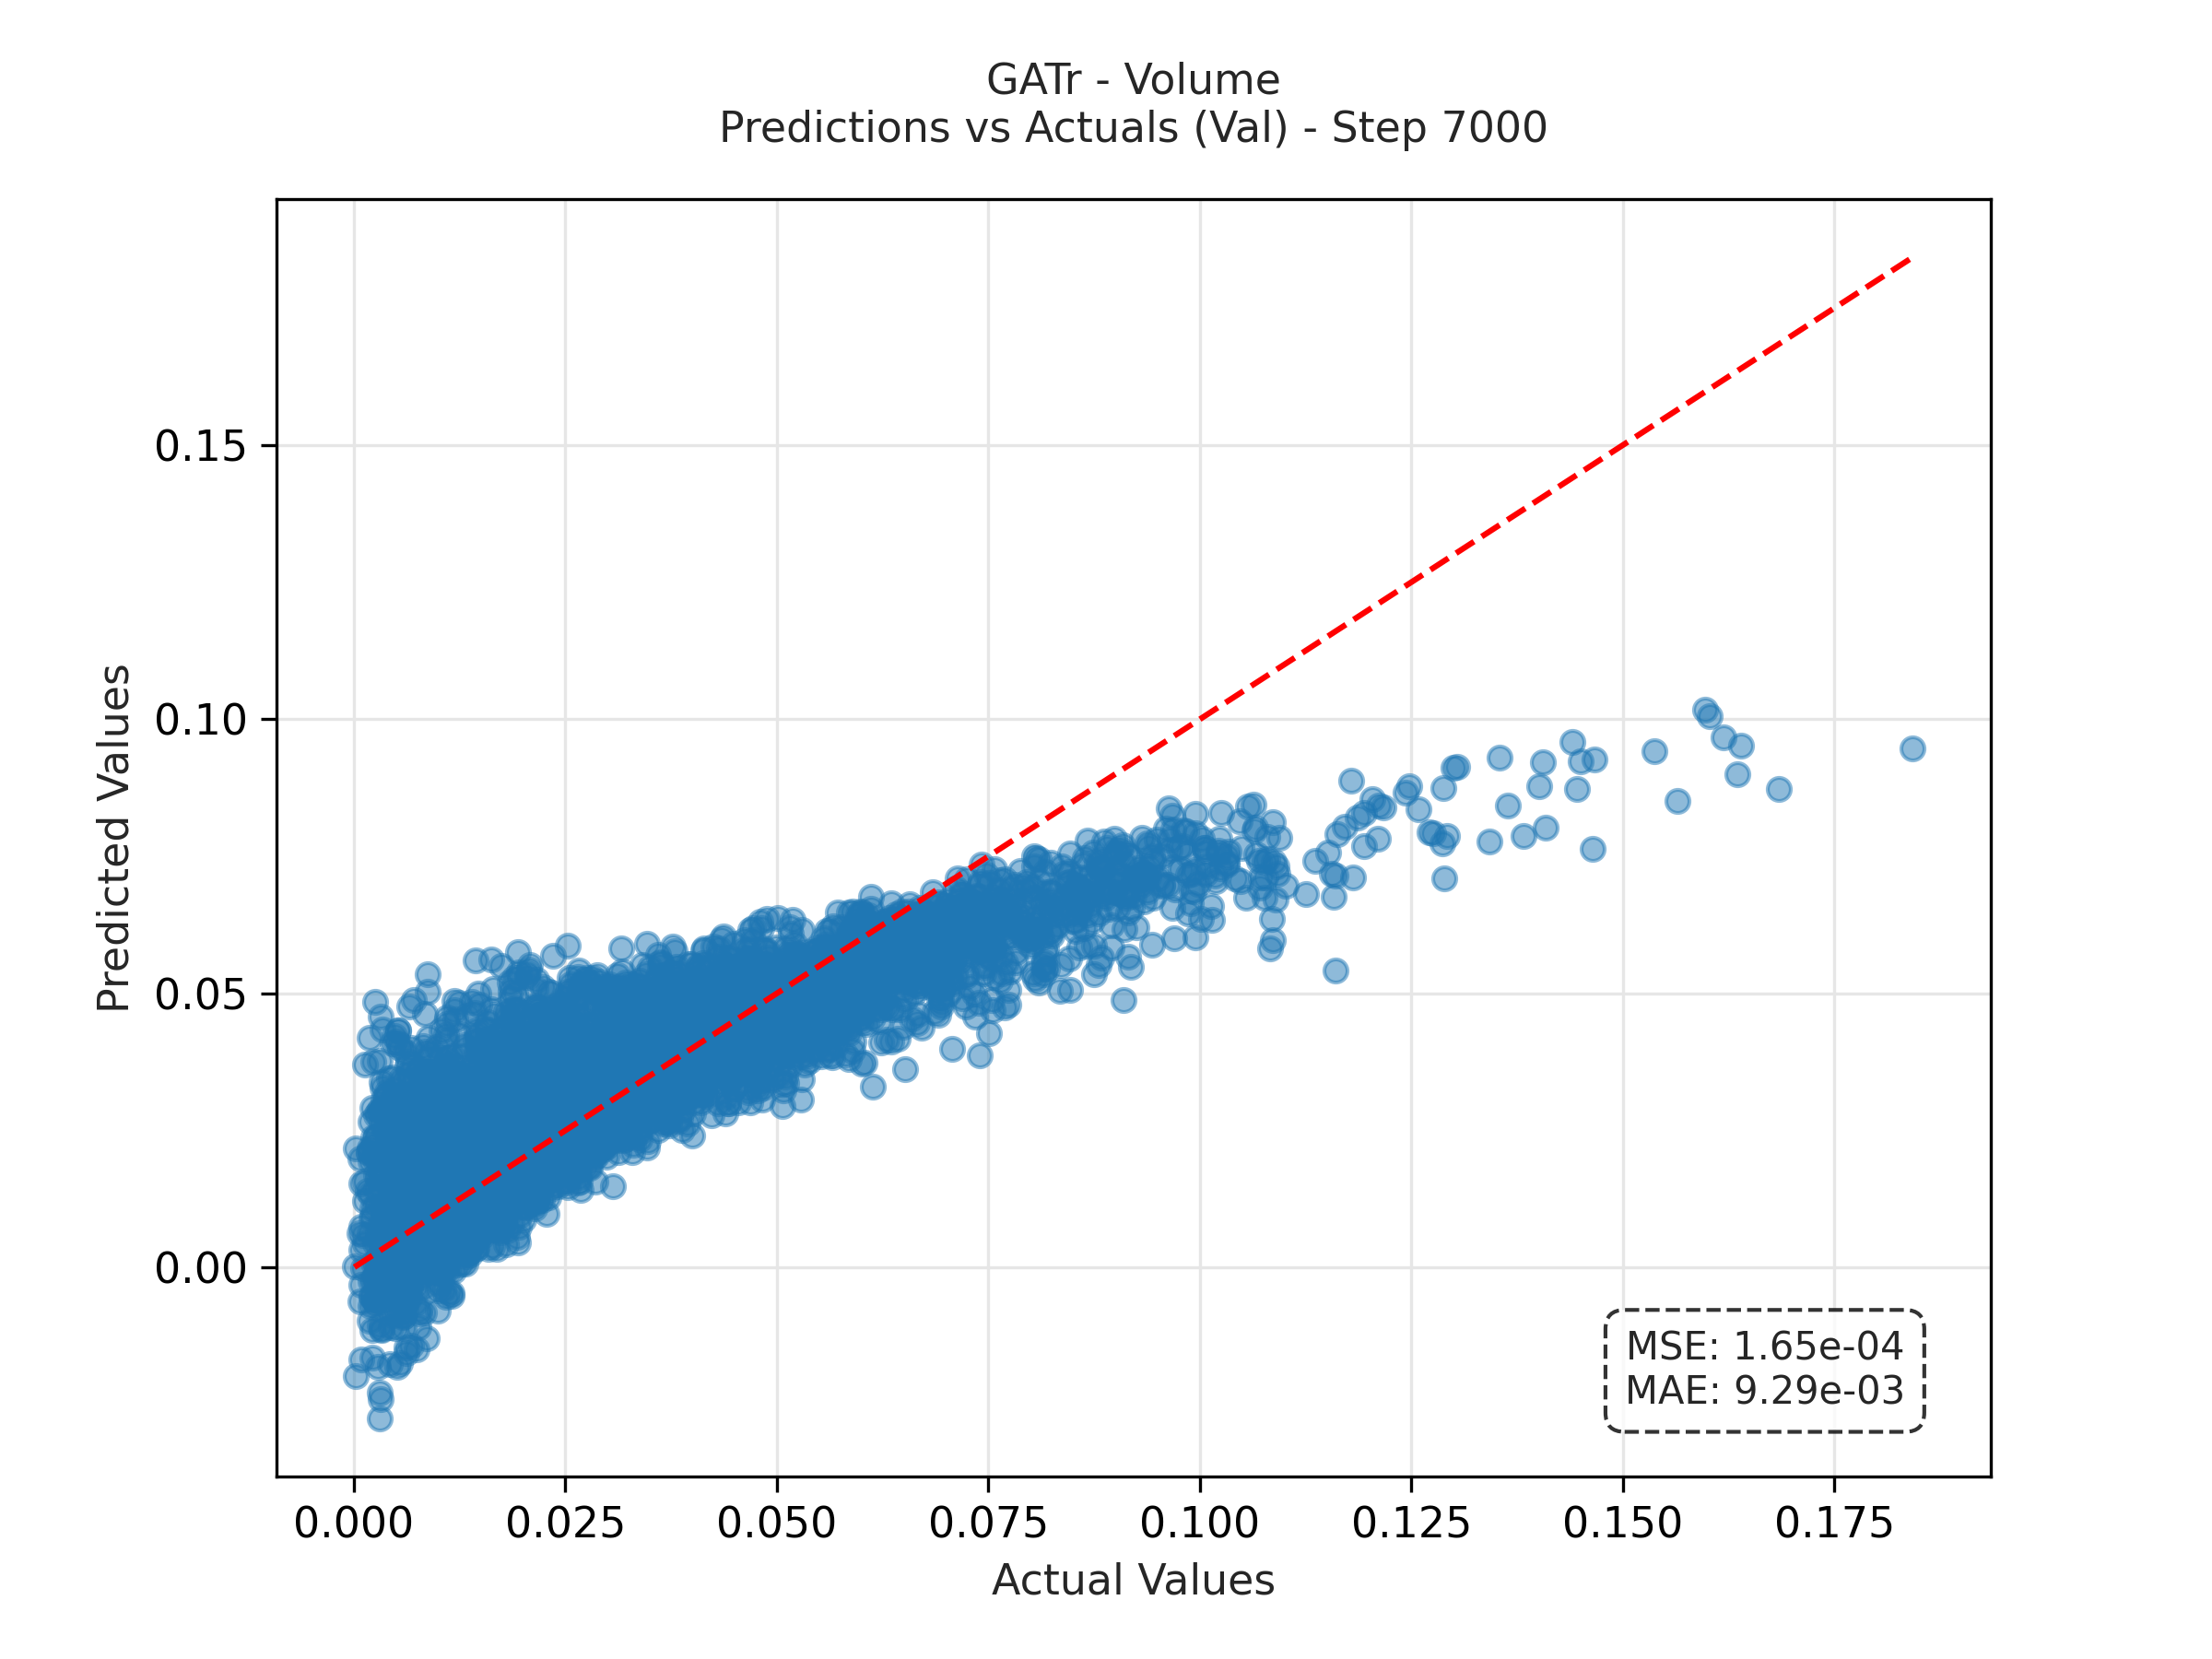 GATr - Volume
Predictions vs Actuals (Val) - Step 7000
Predicted Values
0.15
0.10
0.05
0.00
MSE: 1.65e-04
MAE: 9.29e-03
0.000 0.025 0.050 0.075 0.100 0.125 0.150 0.175
Actual Values